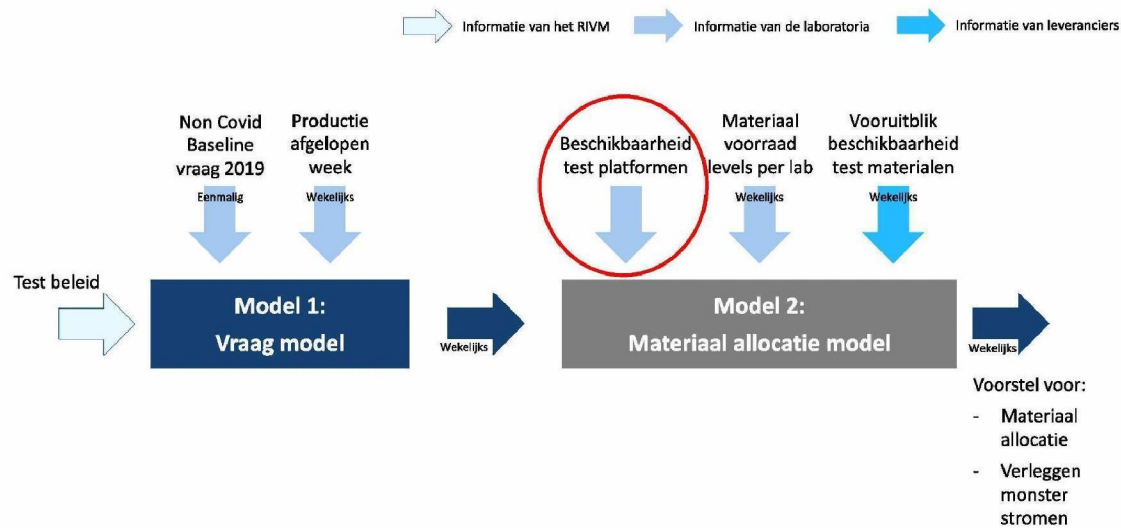 Informatie van het RIVM
Informatie van de laboratoria
Informatie van leveranciers
Non Covid
Baseline
vraag 2019
Eenmalig
Productie
afgelopen
week
Wekelijks
Beschikbaarheid
test platformen
Materiaal
voorraad
levels per lab
Wekelijks
Vooruitblik
beschikbaarheid
test materialen
Wekelijks
Test beleid
Model 1:
Vraag model
Wekelijks
Model 2:
Materiaal allocatie model
Wekelijks
Voorstel voor:
- Materiaal
allocatie
- Verleggen
monster
stromen